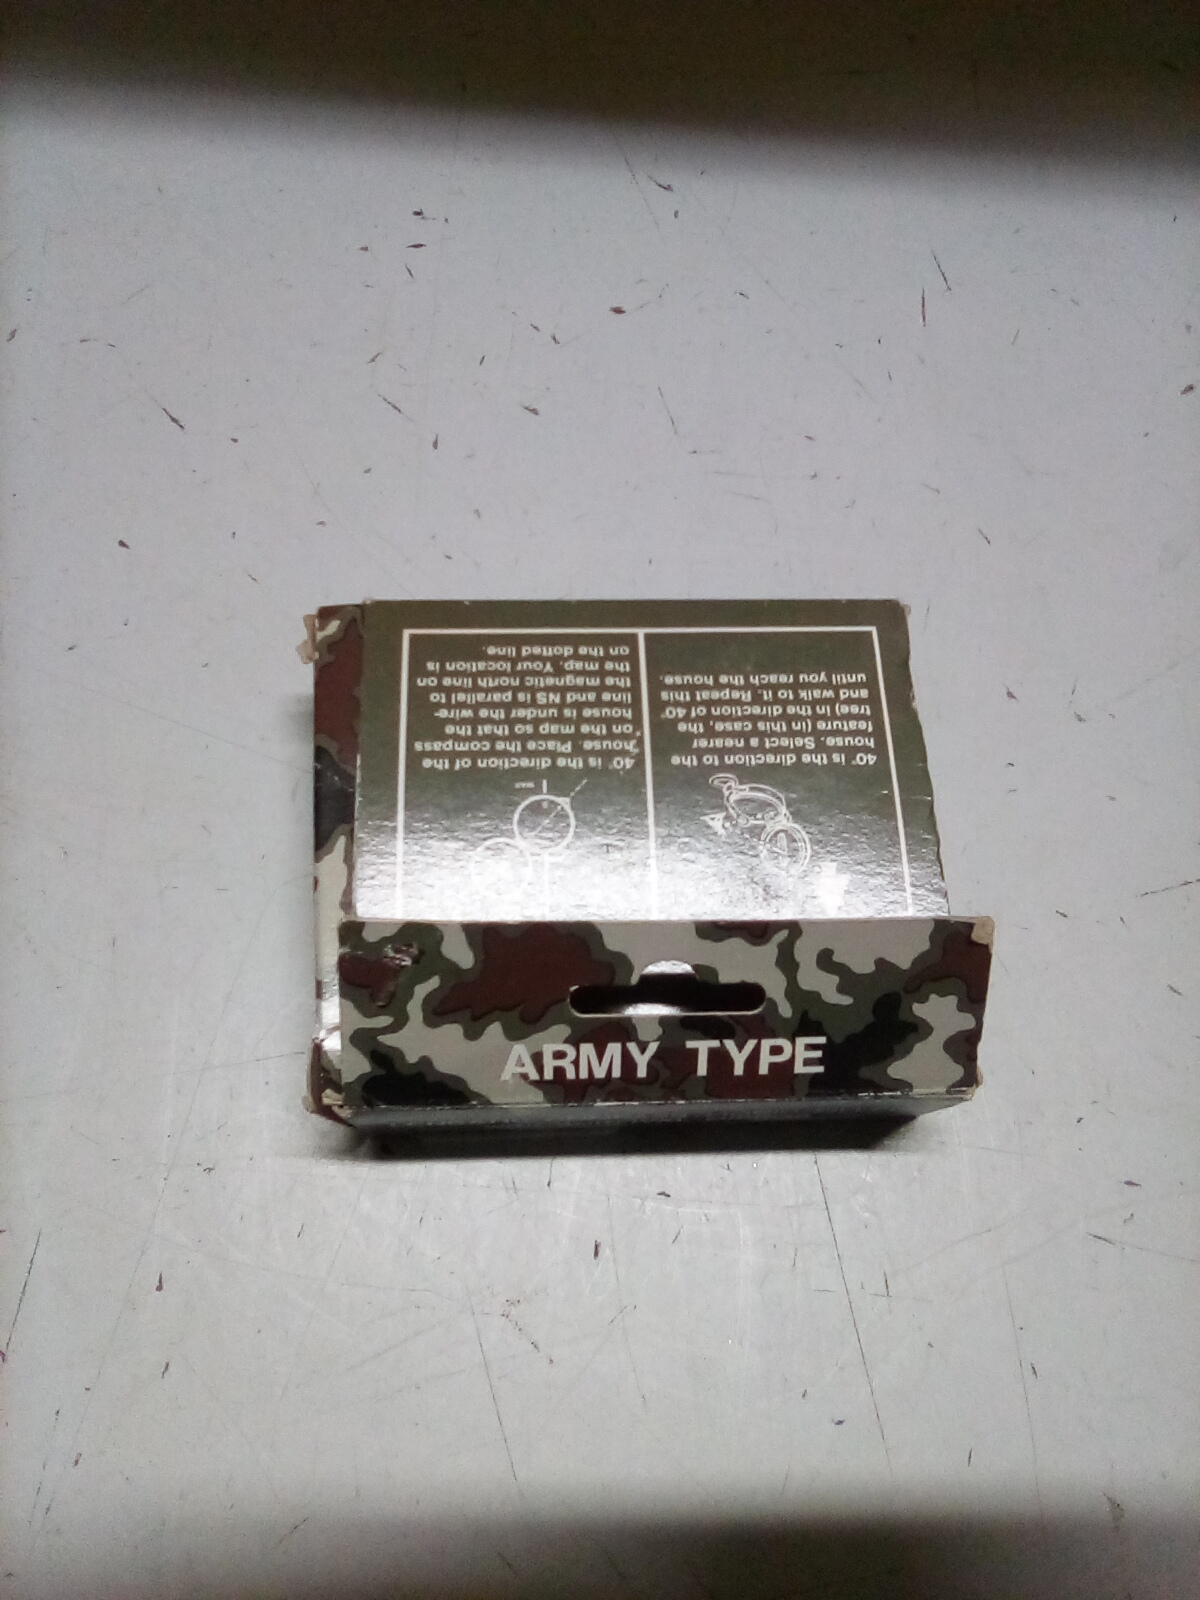 ARMY TYPE
40° is the direction to the
house. Select a nearer
feature (in this case, the
tree) in the direction of 40°
and walk to it. Repeat this
until you reach the house.
40° is the direction of the
house. Place the compass
on the map so that the
house is under the wire-
line and NS is parallel to
the magnetic north line on
the map. Your location is
on the dotted line.